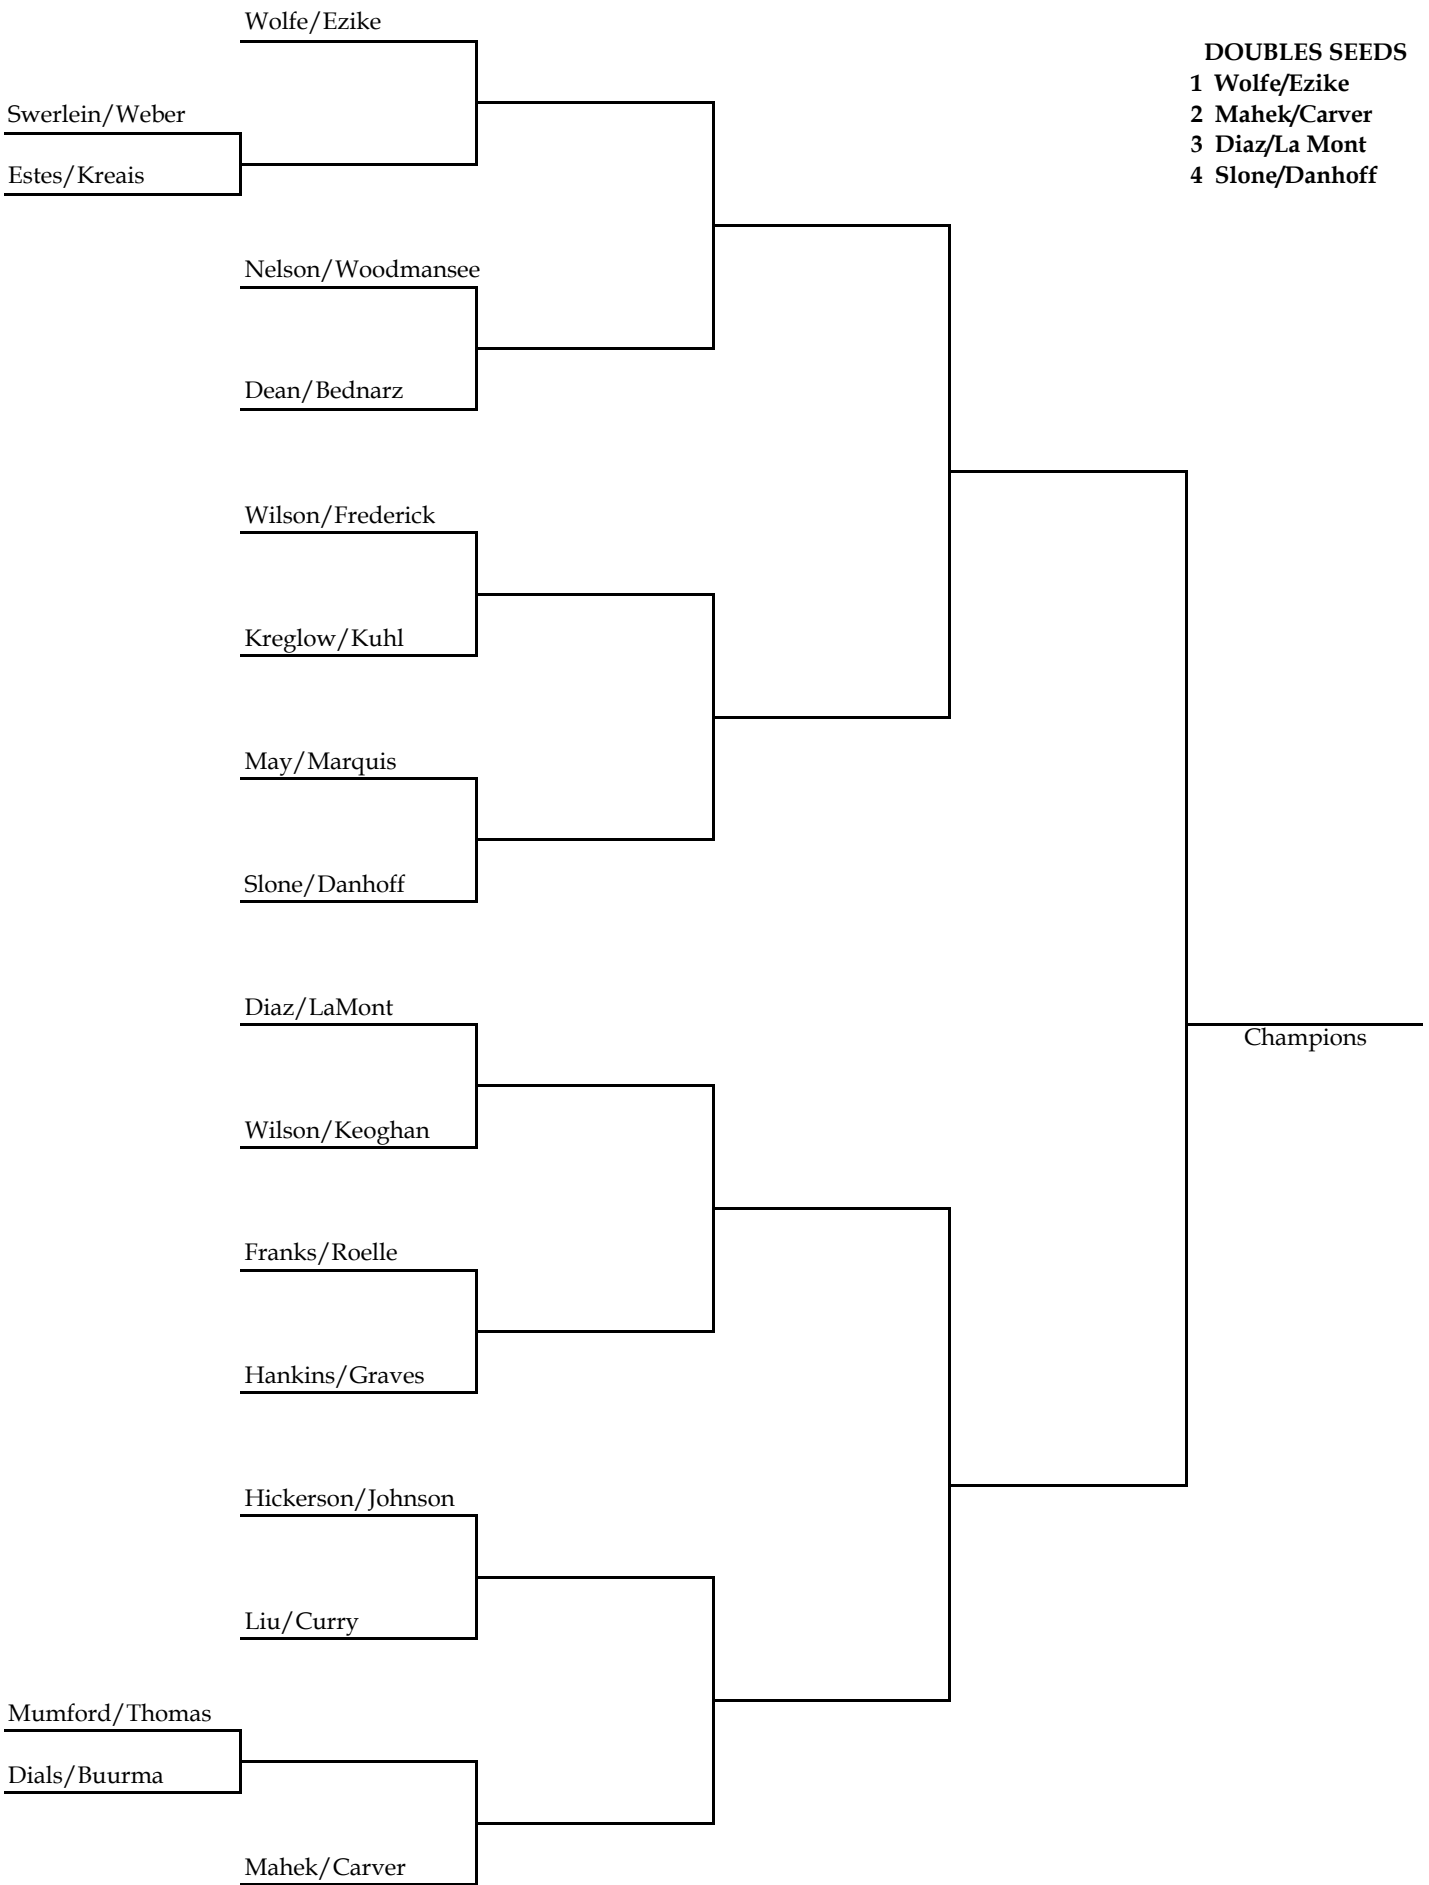 Wolfe/Ezike
DOUBLES SEEDS
1 Wolfe/Ezike
2 Mahek/Carver
3 Diaz/La Mont
4 Slone/Danhoff
Swerlein/Weber
Estes/Kreais
Nelson/Woodmansee
Dean/Bednarz
Wilson/Frederick
Kreglow/Kuhl
May/Marquis
Slone/Danhoff
Diaz/LaMont
Champions
Wilson/Keoghan
Franks/Roelle
Hankins/Graves
Hickerson/Johnson
Liu/Curry
Mumford/Thomas
Dials/Buurma
Mahek/Carver